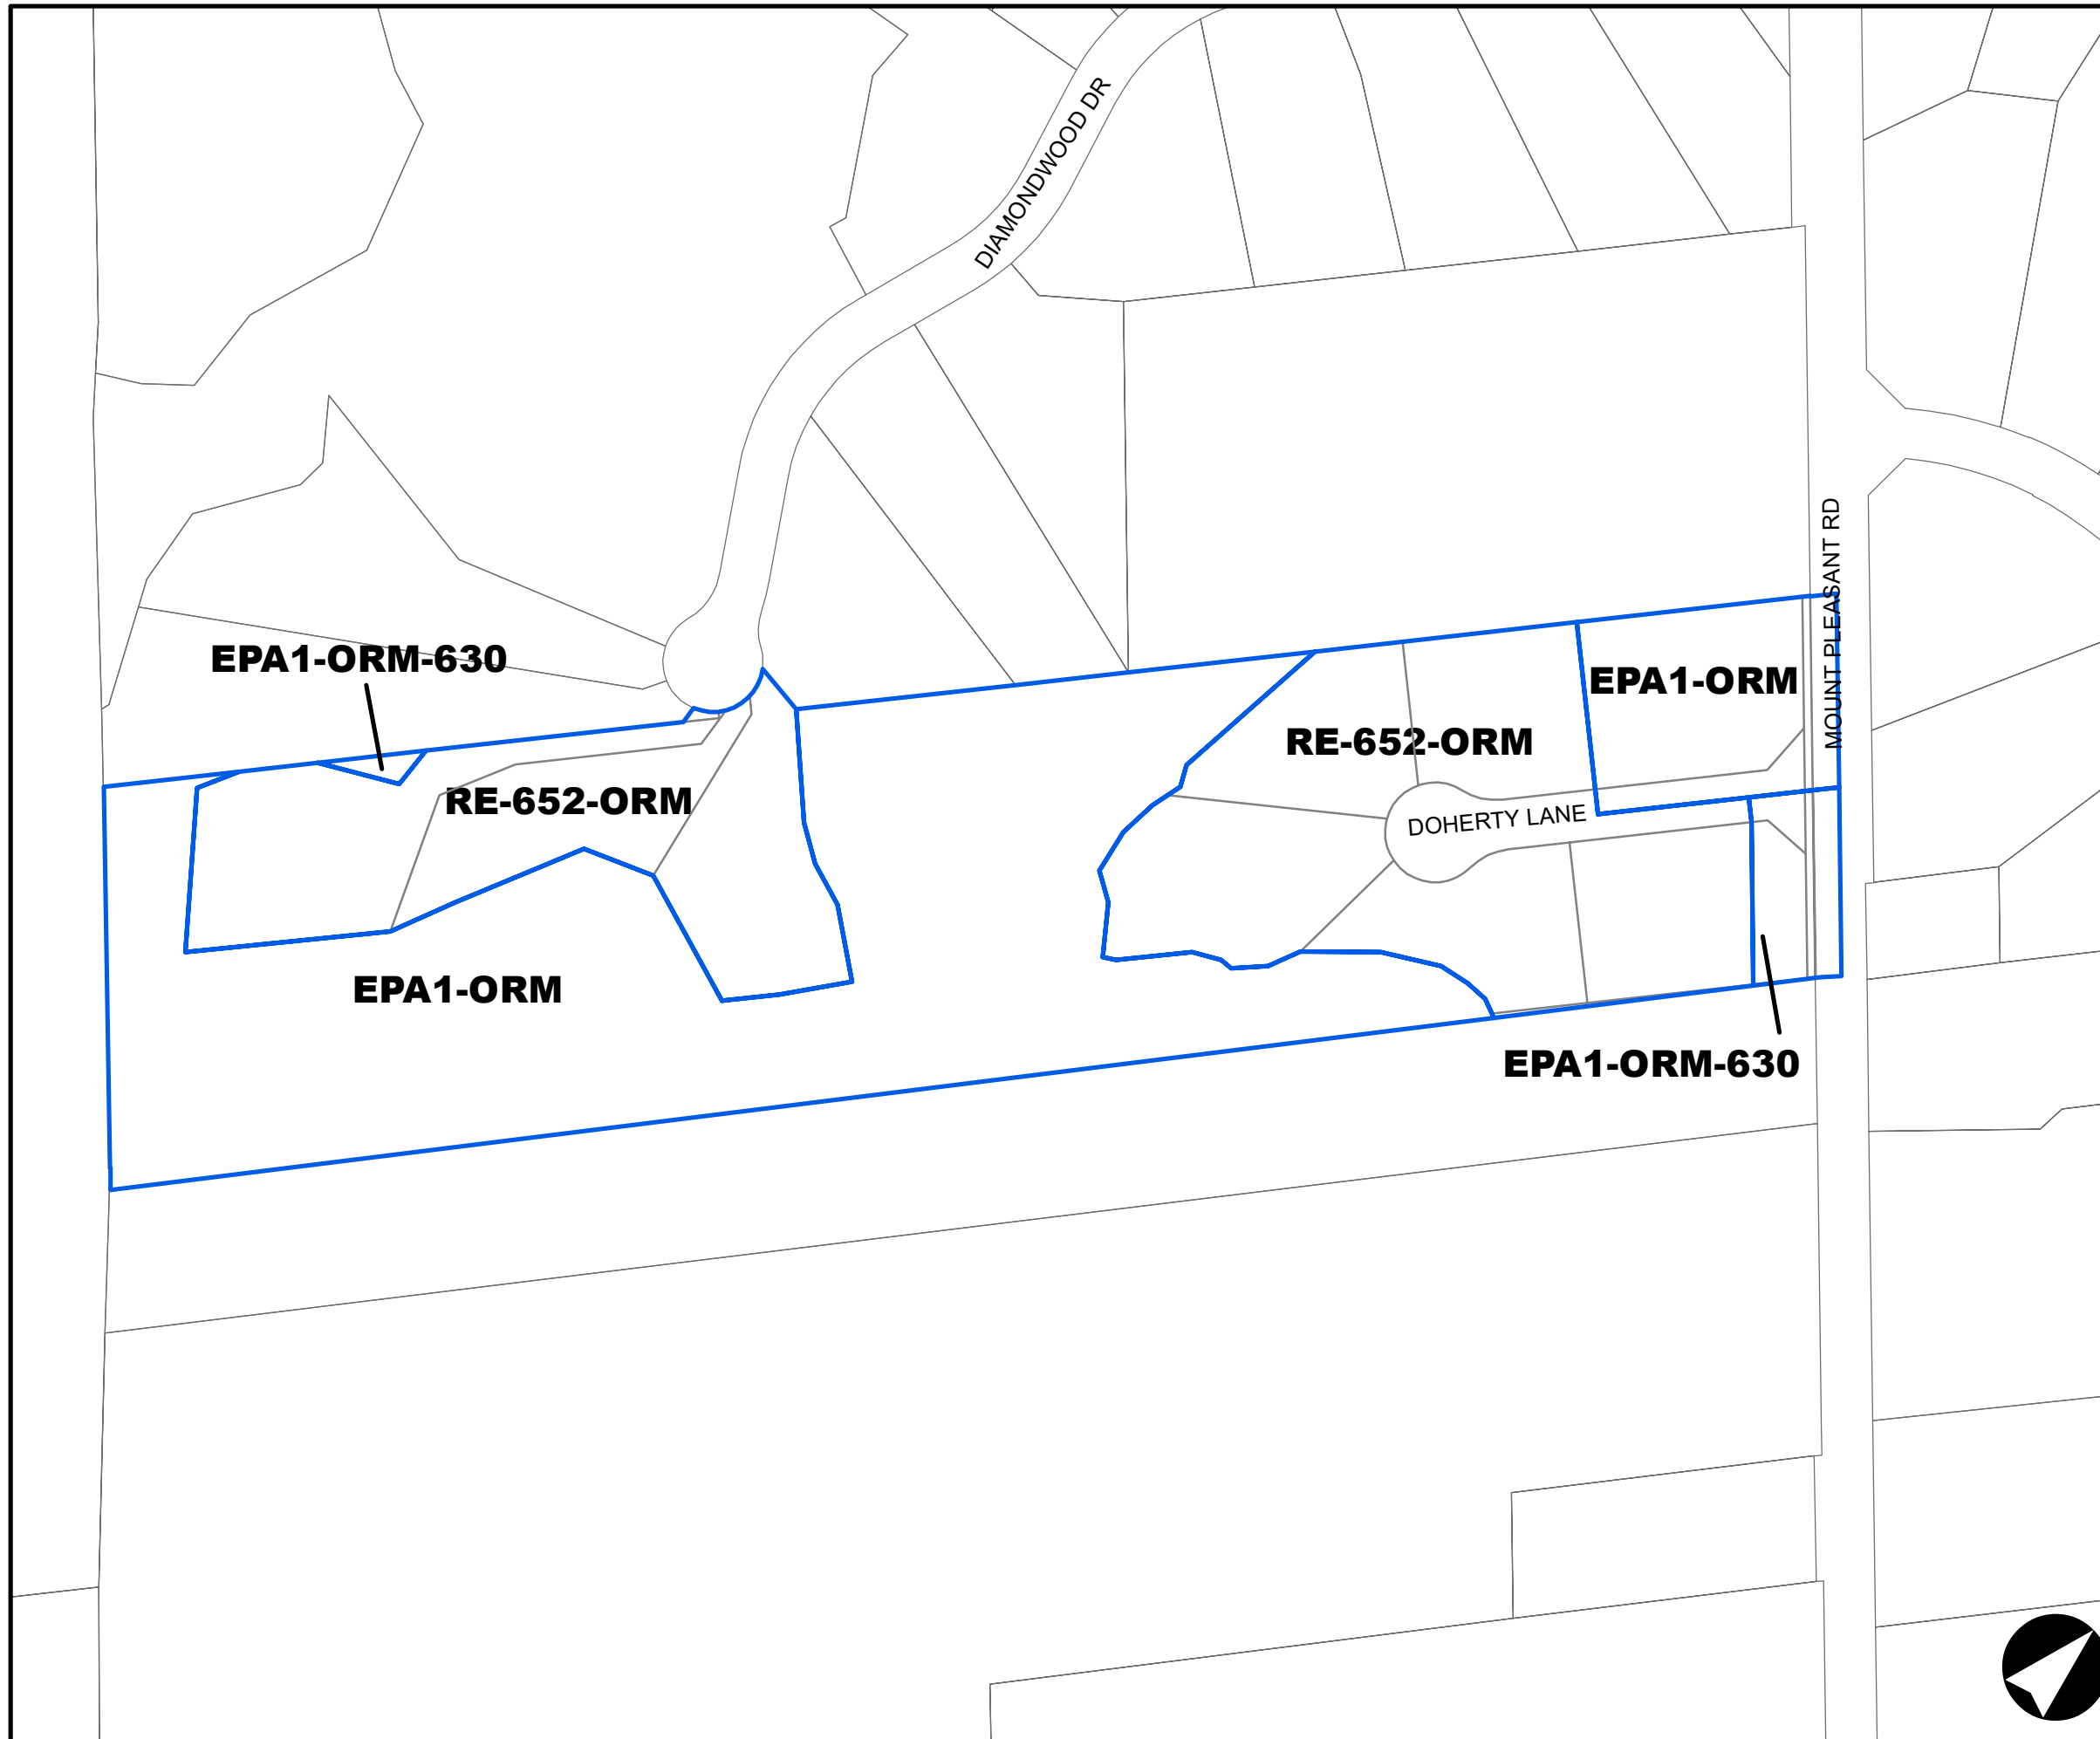 DIAMONDWOOD DR
MOUNT PLEASANT RD
EPA1-ORM-630
EPA1-ORM
RE-652-ORM
RE-652-ORM
DOHERTY LANE
EPA1-ORM
EPA1-ORM-630